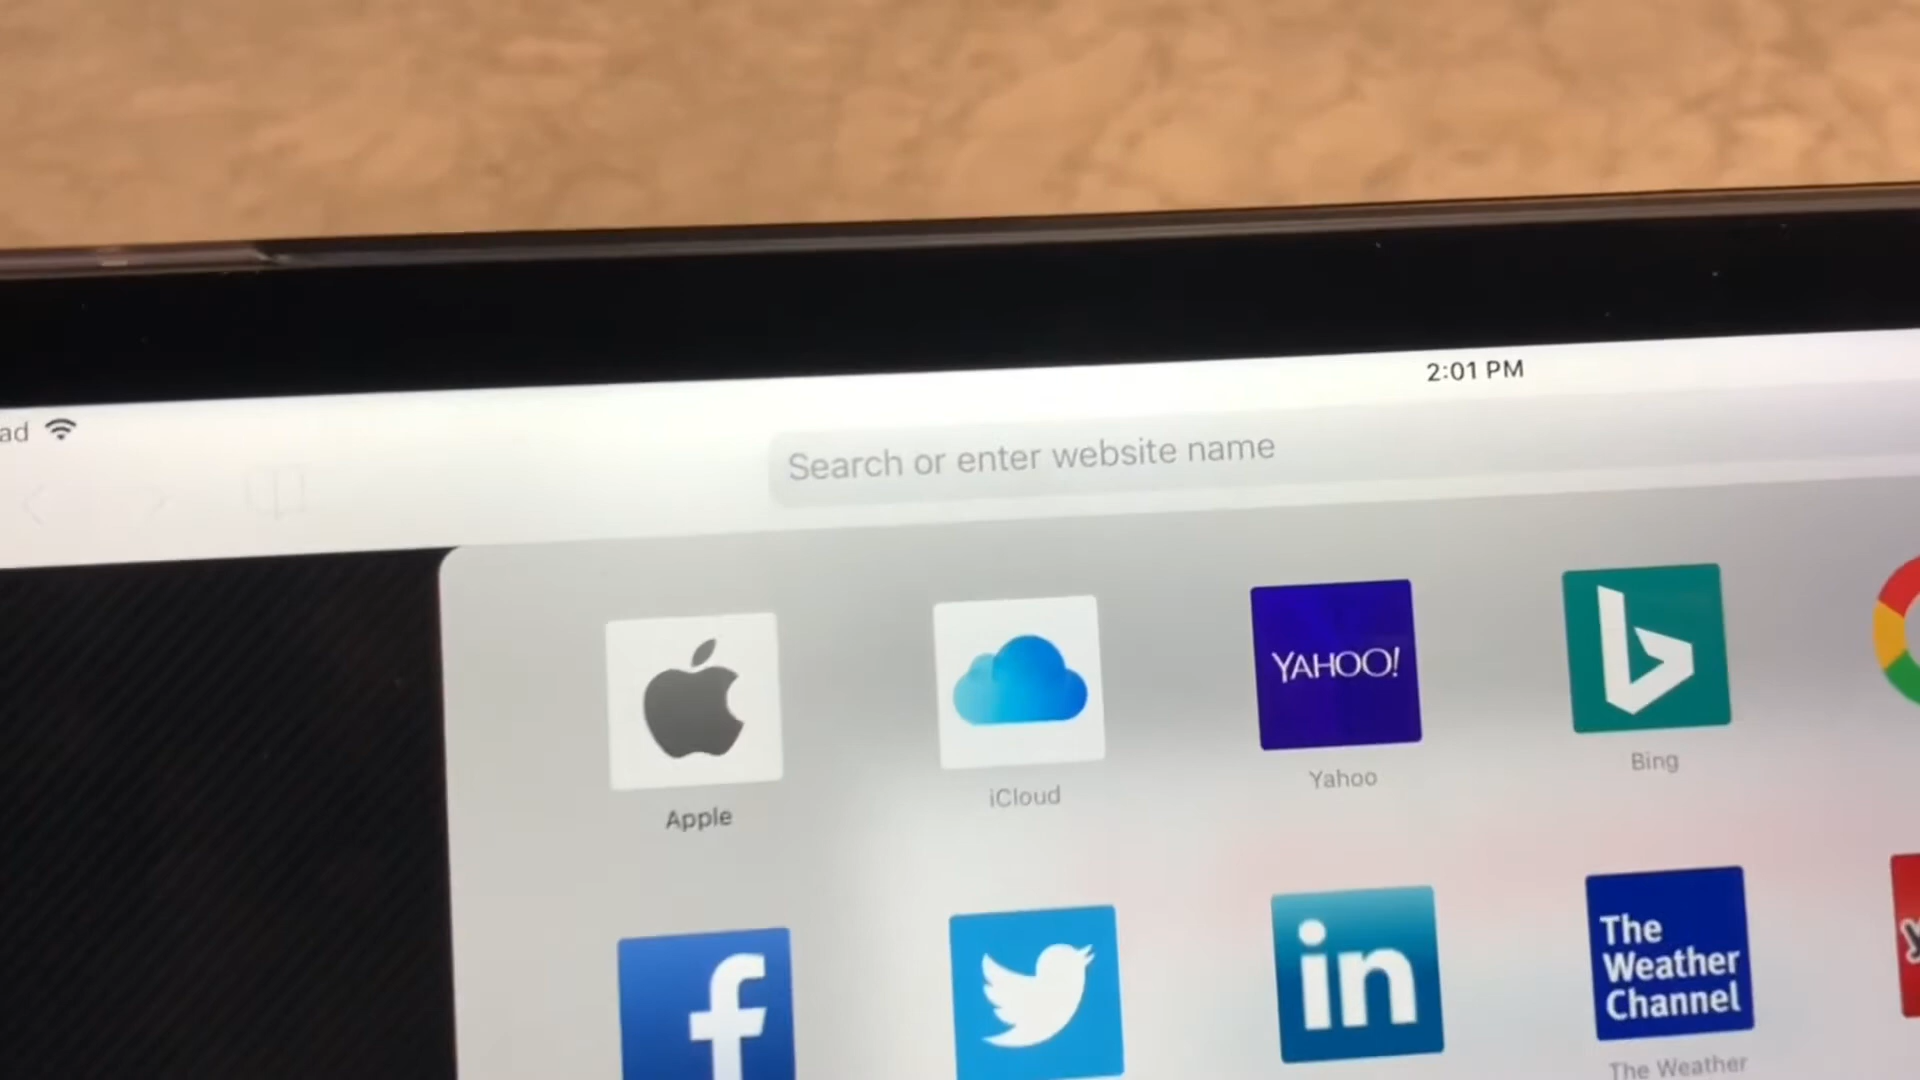 2:01 PM
ad
Search or enter website name
YAHOO!
Apple
iCloud
Yahoo
Bing
in
The
Weather
Channel
The Weather